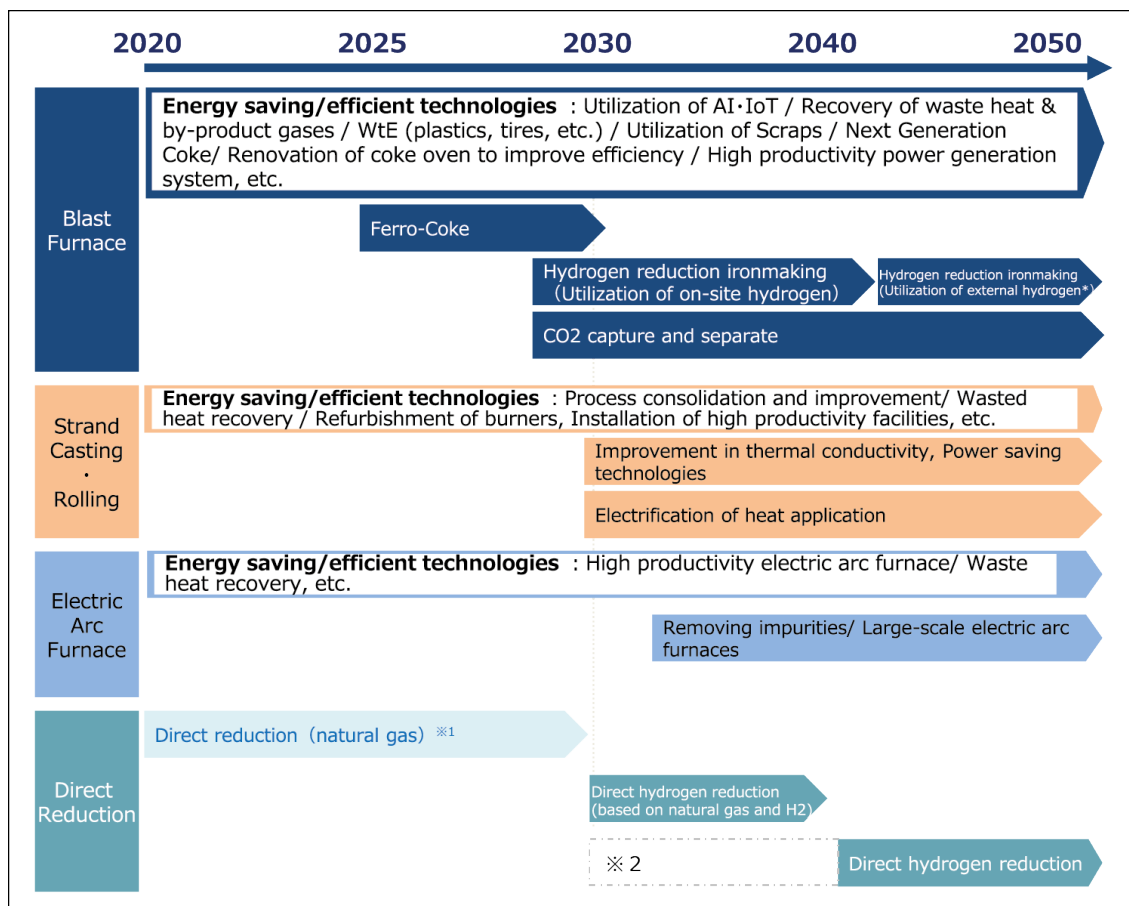 2020 2025 2030 2040 2050
Blast
Furnace
Energy saving/efficient technologies : Utilization of AI・IoT / Recovery of waste heat &
by-product gases / WtE (plastics, tires, etc.) / Utilization of Scraps / Next Generation
Coke/ Renovation of coke oven to improve efficiency / High productivity power generation
system, etc.
Ferro-Coke
Hydrogen reduction ironmaking
（Utilization of on-site hydrogen）
Hydrogen reduction ironmaking
(Utilization of external hydrogen*)
CO2 capture and separate
Strand
Casting
・
Rolling
Energy saving/efficient technologies : Process consolidation and improvement/ Wasted
heat recovery / Refurbishment of burners, Installation of high productivity facilities, etc.
Improvement in thermal conductivity, Power saving
technologies
Electrification of heat application
Electric
Arc
Furnace
Energy saving/efficient technologies : High productivity electric arc furnace/ Waste
heat recovery, etc.
Removing impurities/ Large-scale electric arc
furnaces
Direct
Reduction
Direct reduction（natural gas）※1
Direct hydrogen reduction
(based on natural gas and H2)
※２
Direct hydrogen reduction